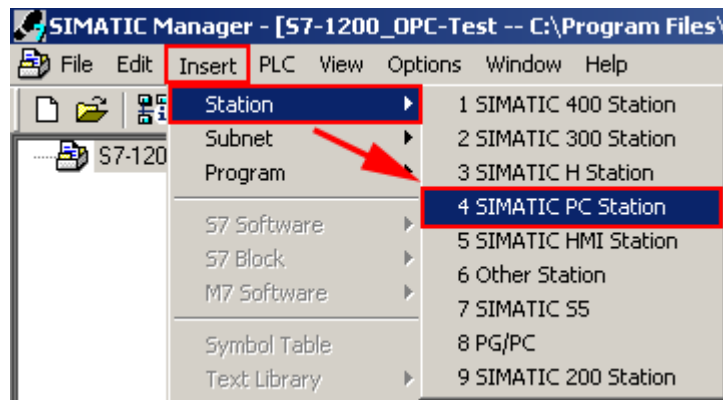 SIMATIC Manager - [S7-1200_OPC-Test -- C:\Program Files\
File Edit Insert PLC View Options Window Help
Station
Subnet
Program
S7 Software
S7 Block
M7 Software
Symbol Table
Text Library
1 SIMATIC 400 Station
2 SIMATIC 300 Station
3 SIMATIC H Station
4 SIMATIC PC Station
5 SIMATIC HMI Station
6 Other Station
7 SIMATIC S5
8 PG/PC
9 SIMATIC 200 Station
S7-120